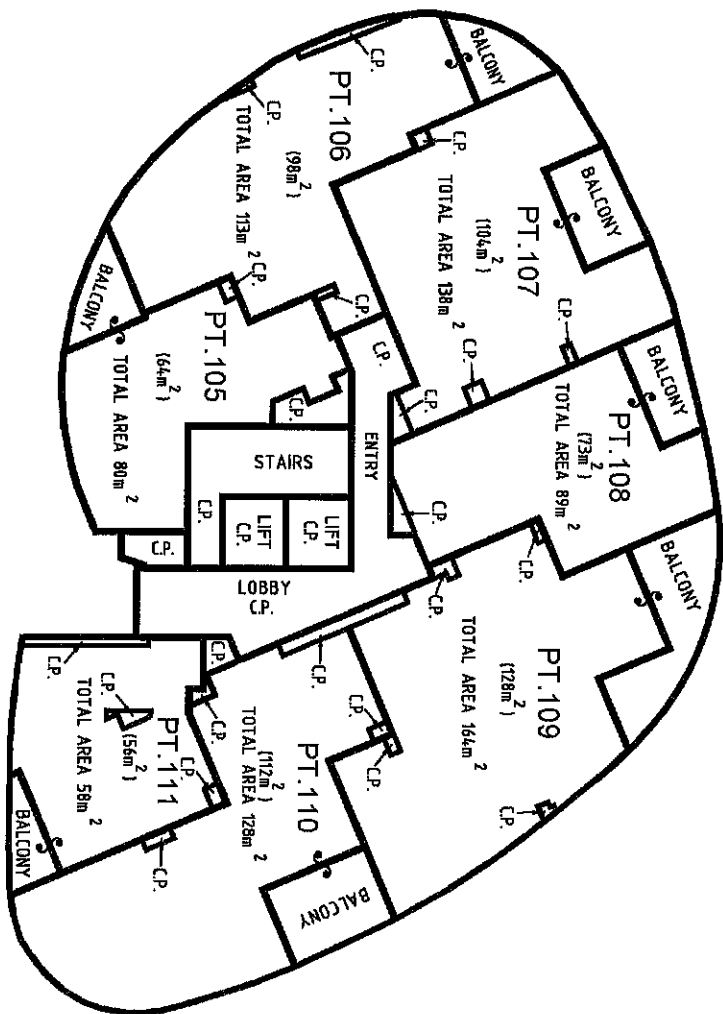 BALCONY
C.P.
PT.106
(98m²)
TOTAL AREA 113m²
C.P.
C.P.
BALCONY
PT.107
(104m²)
TOTAL AREA 138m²
C.P.
C.P.
C.P.
BALCONY
PT.105
(64m²)
TOTAL AREA 80m²
C.P.
C.P.
C.P.
C.P.
BALCONY
PT.108
(73m²)
TOTAL AREA 89m²
C.P.
C.P.
ENTRY
STAIRS
C.P.
LIFT
C.P.
LIFT
C.P.
C.P.
LOBBY
C.P.
BALCONY
PT.109
(128m²)
TOTAL AREA 164m²
C.P.
C.P.
C.P.
C.P.
C.P.
PT.110
(112m²)
TOTAL AREA 128m²
C.P.
C.P.
BALCONY
PT.111
(56m²)
TOTAL AREA 58m²
C.P.
C.P.
C.P.
C.P.
C.P.
BALCONY